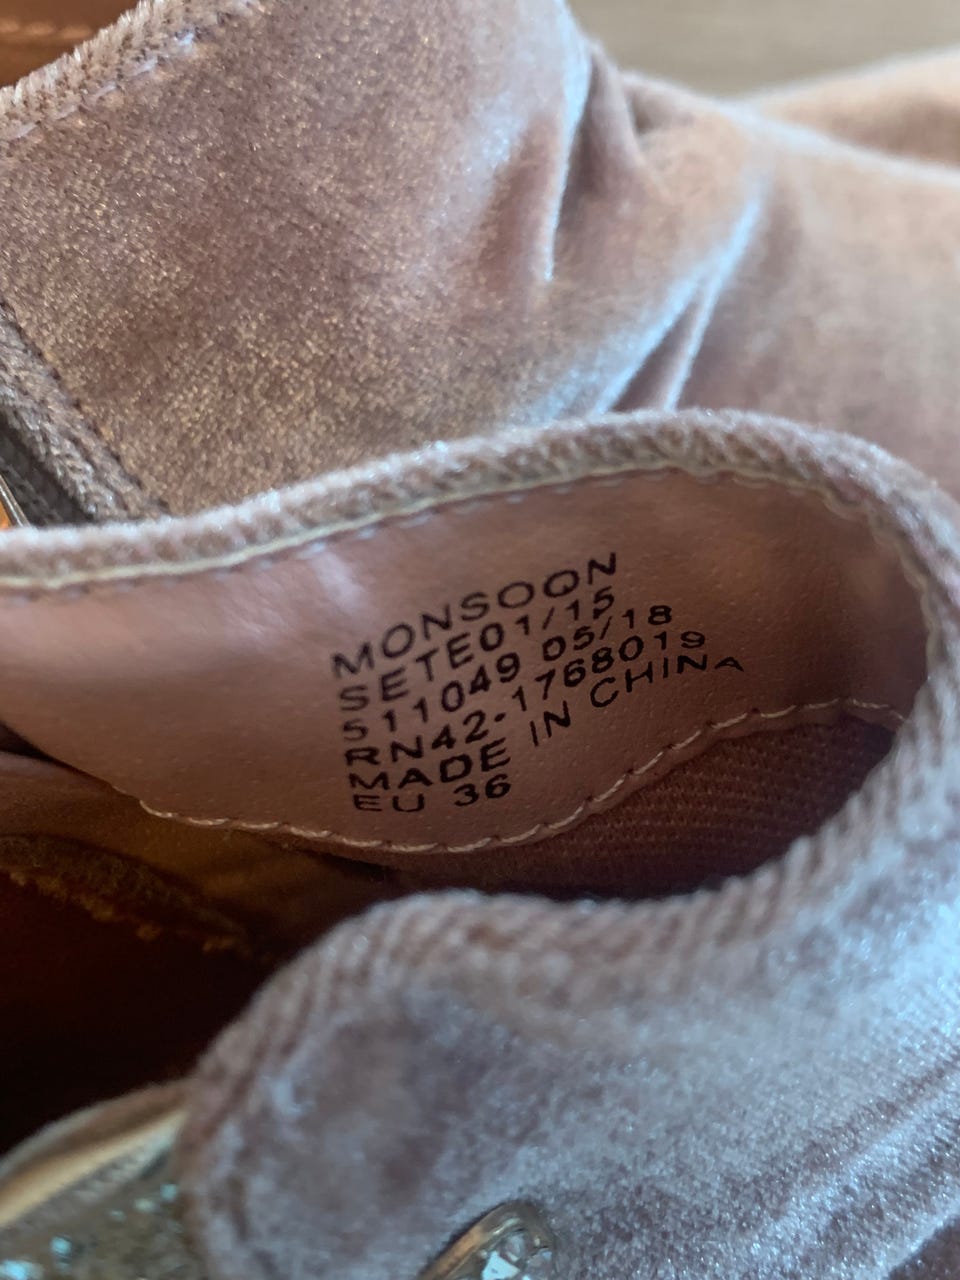 MONSOON
SETE01/15
511049 05/18
RN42-1768019
MADE IN CHINA
EU 36